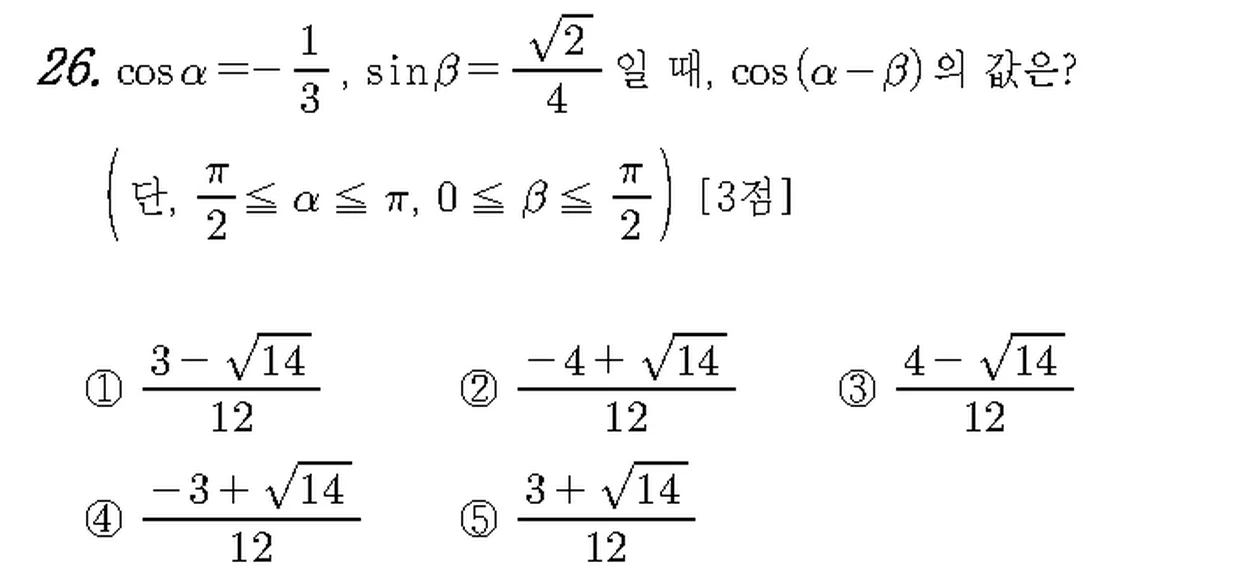 26. cos α = -1/3, sin β = √2/4 일 때, cos(α-β)의 값은?
(단, π/2 ≦ α ≦ π, 0 ≦ β ≦ π/2) [3점]
① (3-√14)/12 ② (-4+√14)/12 ③ (4-√14)/12
④ (-3+√14)/12 ⑤ (3+√14)/12